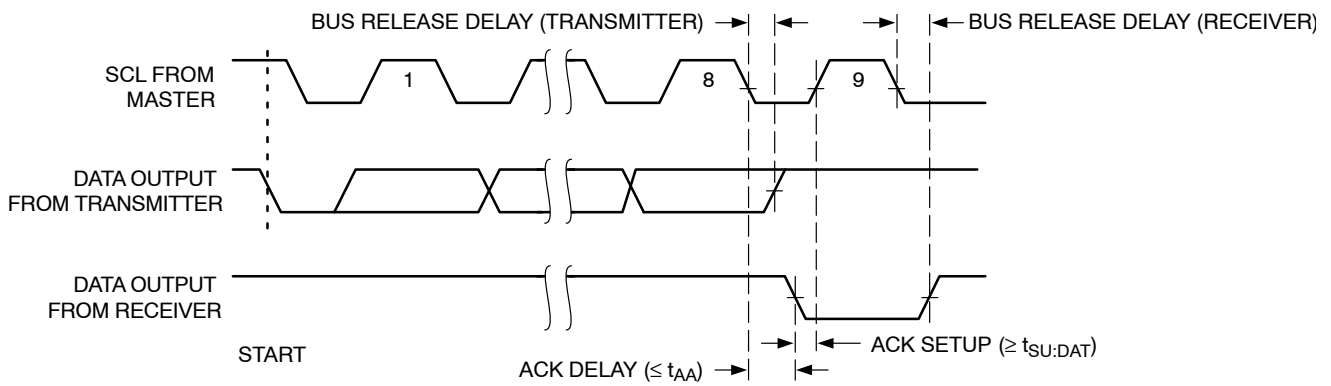 BUS RELEASE DELAY (TRANSMITTER)
BUS RELEASE DELAY (RECEIVER)
SCL FROM
MASTER
1
8
9
DATA OUTPUT
FROM TRANSMITTER
DATA OUTPUT
FROM RECEIVER
START
ACK SETUP (≥ tSU:DAT)
ACK DELAY (≤ tAA)